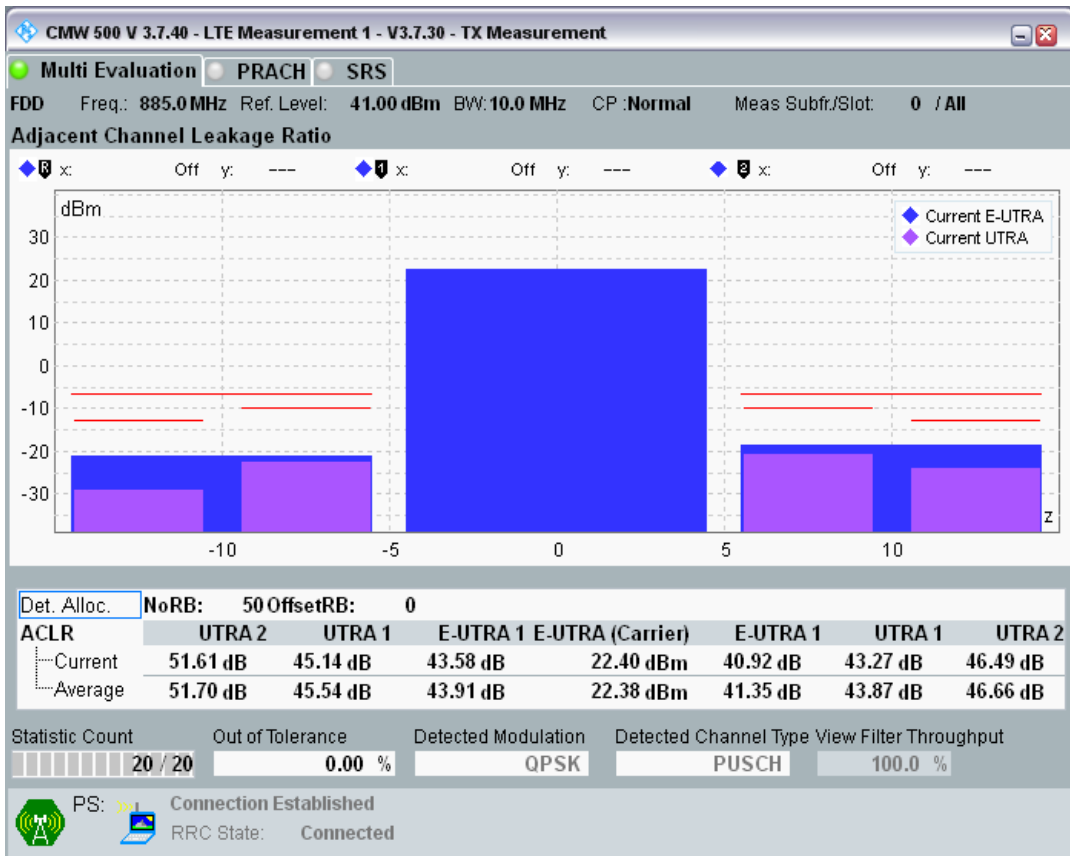 CMW 500 V 3.7.40 - LTE Measurement 1 - V3.7.30 - TX Measurement
Multi Evaluation PRACH SRS
FDD Freq.: 885.0 MHz Ref. Level: 41.00 dBm BW: 10.0 MHz CP :Normal Meas Subfr./Slot: 0 / All
Adjacent Channel Leakage Ratio
R x: Off y: --- 1 x: Off y: --- 2 x: Off y: ---
dBm
Current E-UTRA
Current UTRA
30
20
10
0
-10
-20
-30
z
-10 -5 0 5 10
Det. Alloc. NoRB: 50 OffsetRB: 0
ACLR UTRA 2 UTRA 1 E-UTRA 1 E-UTRA (Carrier) E-UTRA 1 UTRA 1 UTRA 2
Current 51.61 dB 45.14 dB 43.58 dB 22.40 dBm 40.92 dB 43.27 dB 46.49 dB
Average 51.70 dB 45.54 dB 43.91 dB 22.38 dBm 41.35 dB 43.87 dB 46.66 dB
Statistic Count Out of Tolerance Detected Modulation Detected Channel Type View Filter Throughput
20 / 20 0.00 % QPSK PUSCH 100.0 %
PS: Connection Established
RRC State: Connected